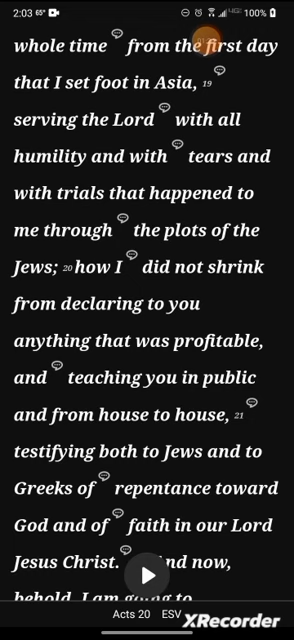 2:03 65° 100%
whole time from the first day
that I set foot in Asia, 19
serving the Lord with all
humility and with tears and
with trials that happened to
me through the plots of the
Jews; 20 how I did not shrink
from declaring to you
anything that was profitable,
and teaching you in public
and from house to house, 21
testifying both to Jews and to
Greeks of repentance toward
God and of faith in our Lord
Jesus Christ. nd now,
behold, I am going to
Acts 20 ESV
XRecorder